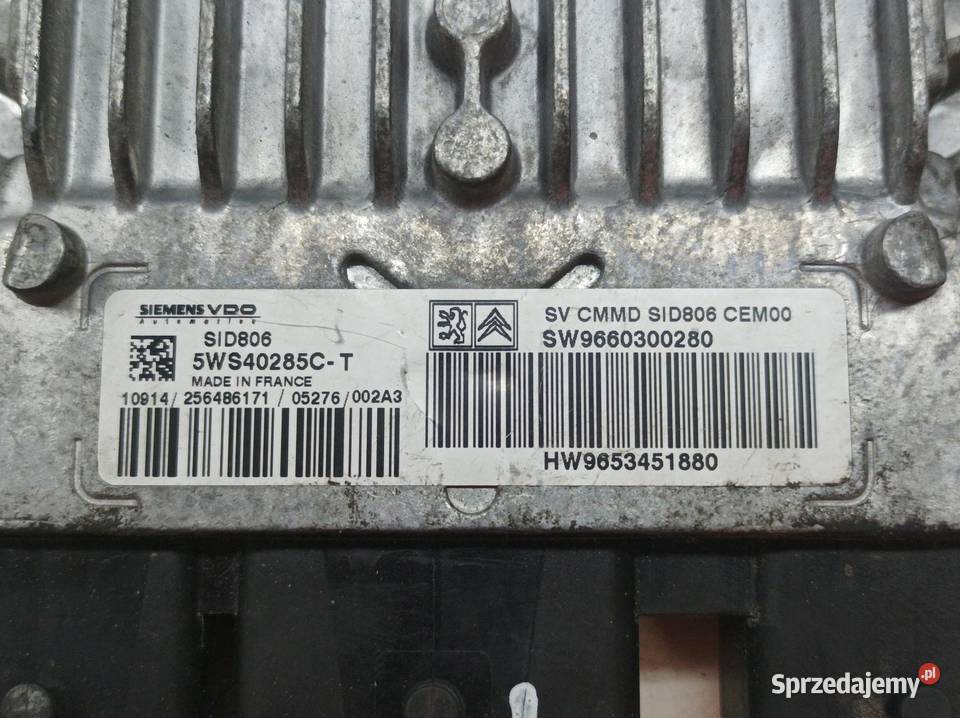 SIEMENS VDO
Automotive
SID806
5WS40285C-T
MADE IN FRANCE
10914 / 256486171 / 05276 / 002A3
SV CMMD SID806 CEM00
SW9660300280
HW9653451880
Sprzedajemy.pl